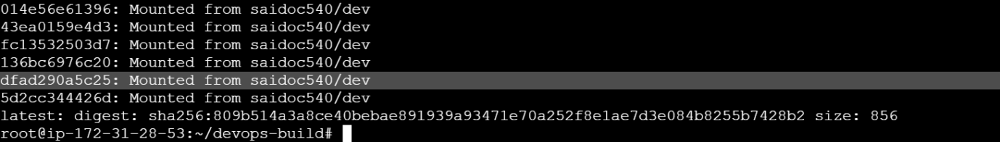 014e56e61396: Mounted from saidoc540/dev
43ea0159e4d3: Mounted from saidoc540/dev
fc13532503d7: Mounted from saidoc540/dev
136bc6976c20: Mounted from saidoc540/dev
dfad290a5c25: Mounted from saidoc540/dev
5d2cc344426d: Mounted from saidoc540/dev
latest: digest: sha256:809b514a3a8ce40bebae891939a93471e70a252f8e1ae7d3e084b8255b7428b2 size: 856
root@ip-172-31-28-53:~/devops-build#